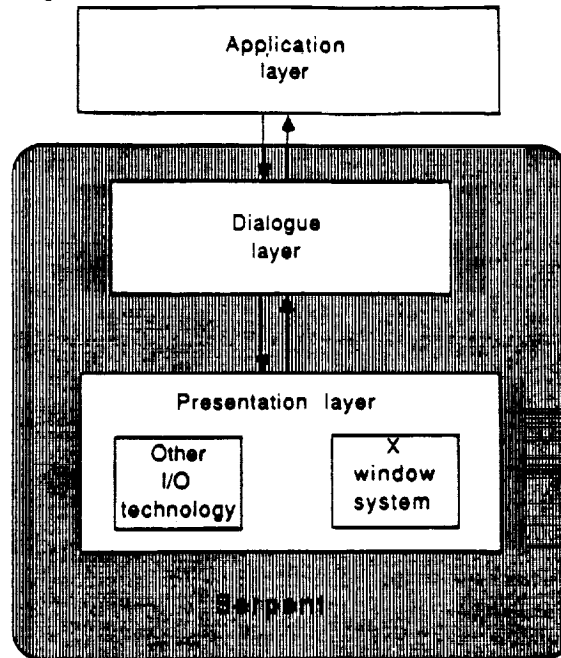 Application
layer
Dialogue
layer
Presentation layer
Other
I/O
technology
X
window
system
Serpent